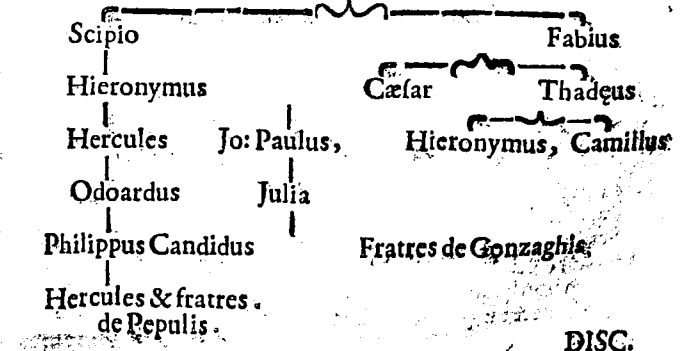 Scipio Fabius
Hieronymus Cæſar Thadęus
Hercules Jo: Paulus, Hieronymus, Camillus
Odoardus Julia
Philippus Candidus Fratres de Gonzaghis,
Hercules & fratres.
de Pepulis.
DISC.